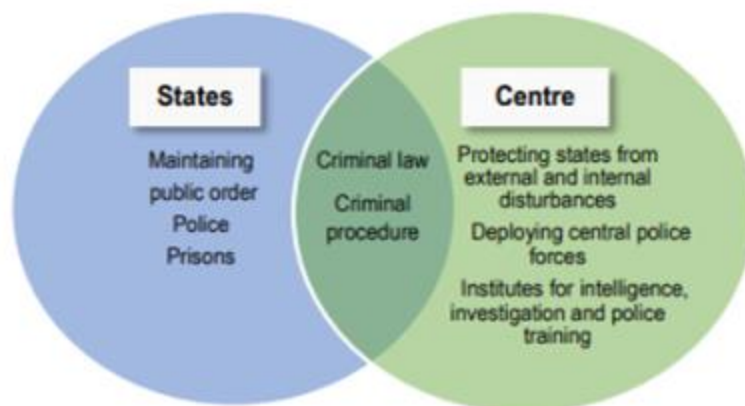 States
Maintaining
public order
Police
Prisons
Criminal law
Criminal
procedure
Centre
Protecting states from
external and internal
disturbances
Deploying central police
forces
Institutes for intelligence,
investigation and police
training